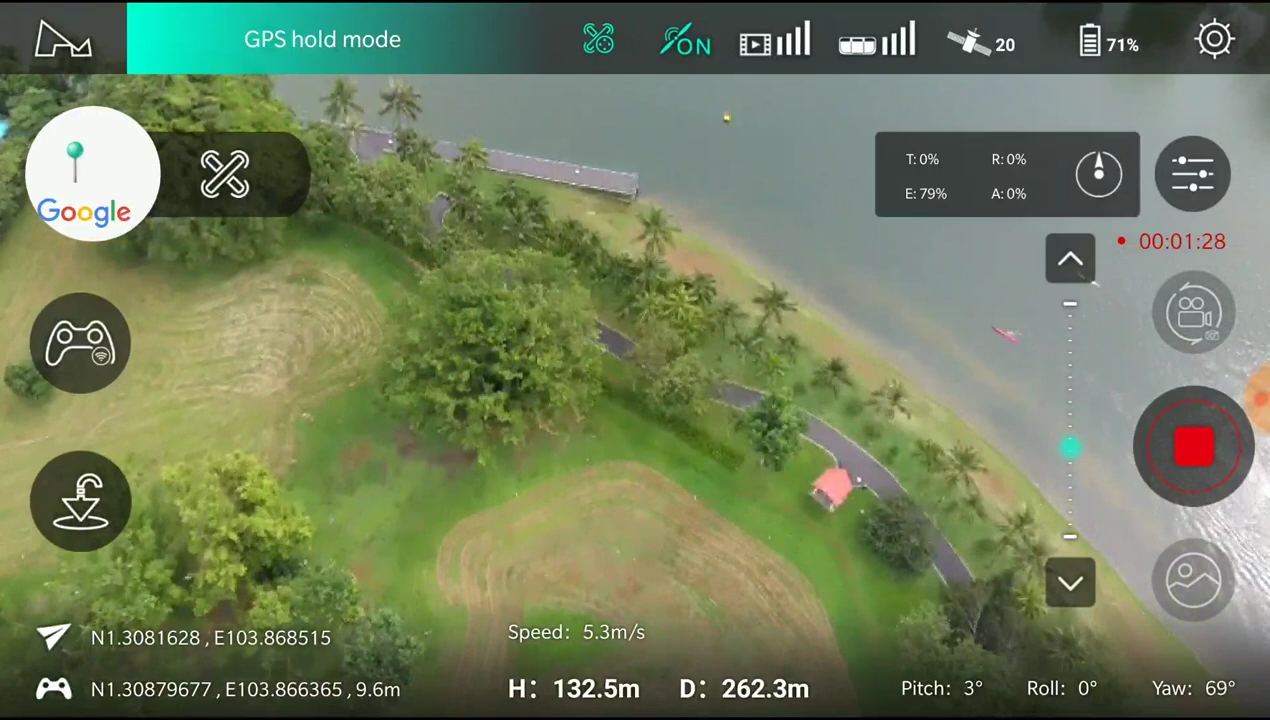 GPS hold mode
ON
20
71%
Google
T: 0%
R: 0%
E: 79%
A: 0%
00:01:28
N1.3081628 , E103.868515
N1.30879677 , E103.866365 , 9.6m
Speed: 5.3m/s
H: 132.5m
D: 262.3m
Pitch: 3°
Roll: 0°
Yaw: 69°